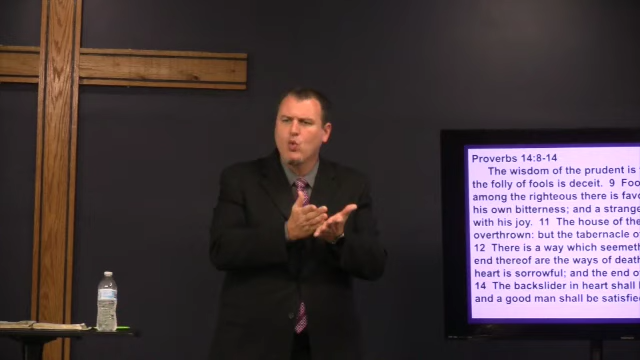 Proverbs 14:8-14
The wisdom of the prudent is
the folly of fools is deceit. 9 Foo
among the righteous there is favo
his own bitterness; and a strange
with his joy. 11 The house of the
overthrown: but the tabernacle o
12 There is a way which seemeth
end thereof are the ways of death
heart is sorrowful; and the end o
14 The backslider in heart shall
and a good man shall be satisfie